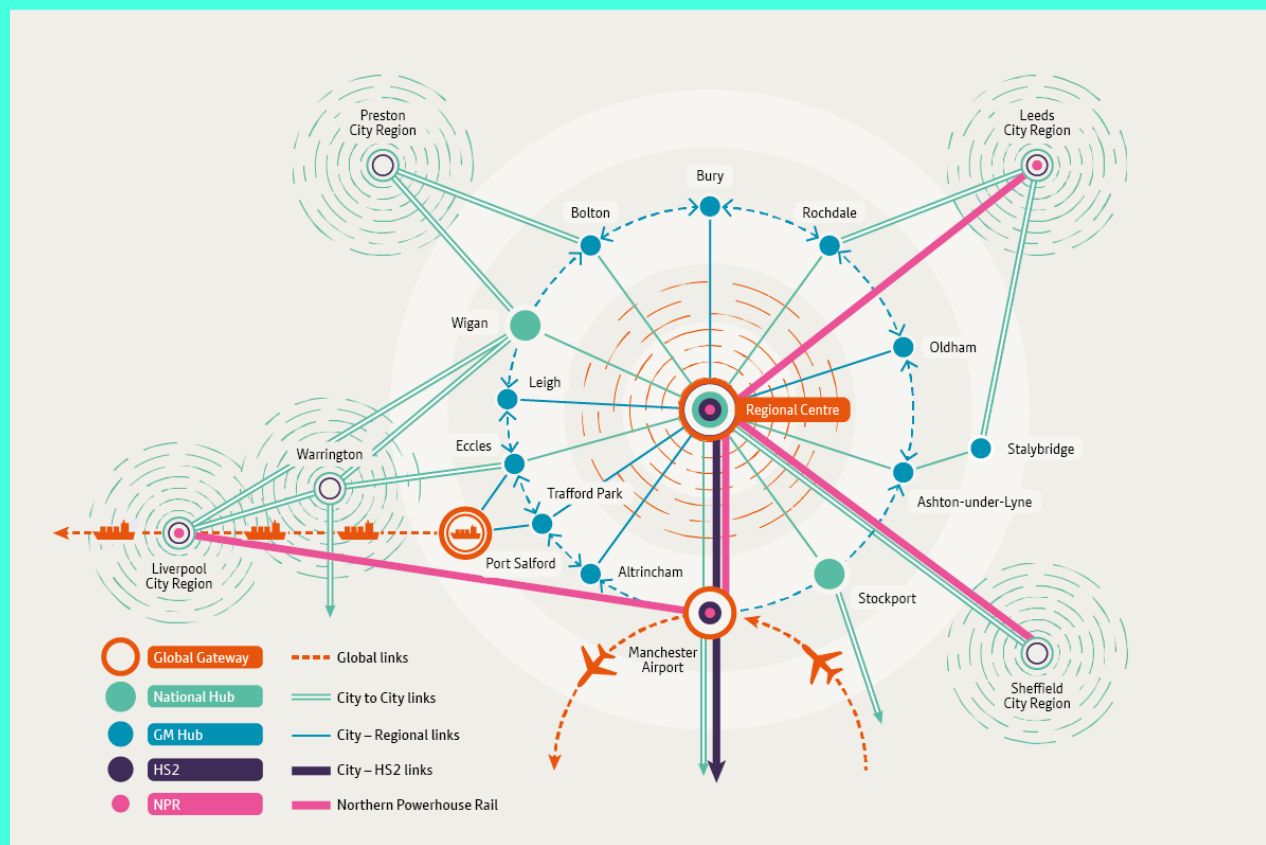 Preston
City Region
Leeds
City Region
Bury
Bolton
Rochdale
Wigan
Oldham
Leigh
Regional Centre
Eccles
Warrington
Stalybridge
Trafford Park
Ashton-under-Lyne
Port Salford
Altrincham
Liverpool
City Region
Stockport
Manchester
Airport
Sheffield
City Region
Global Gateway
Global links
National Hub
City to City links
GM Hub
City – Regional links
HS2
City – HS2 links
NPR
Northern Powerhouse Rail